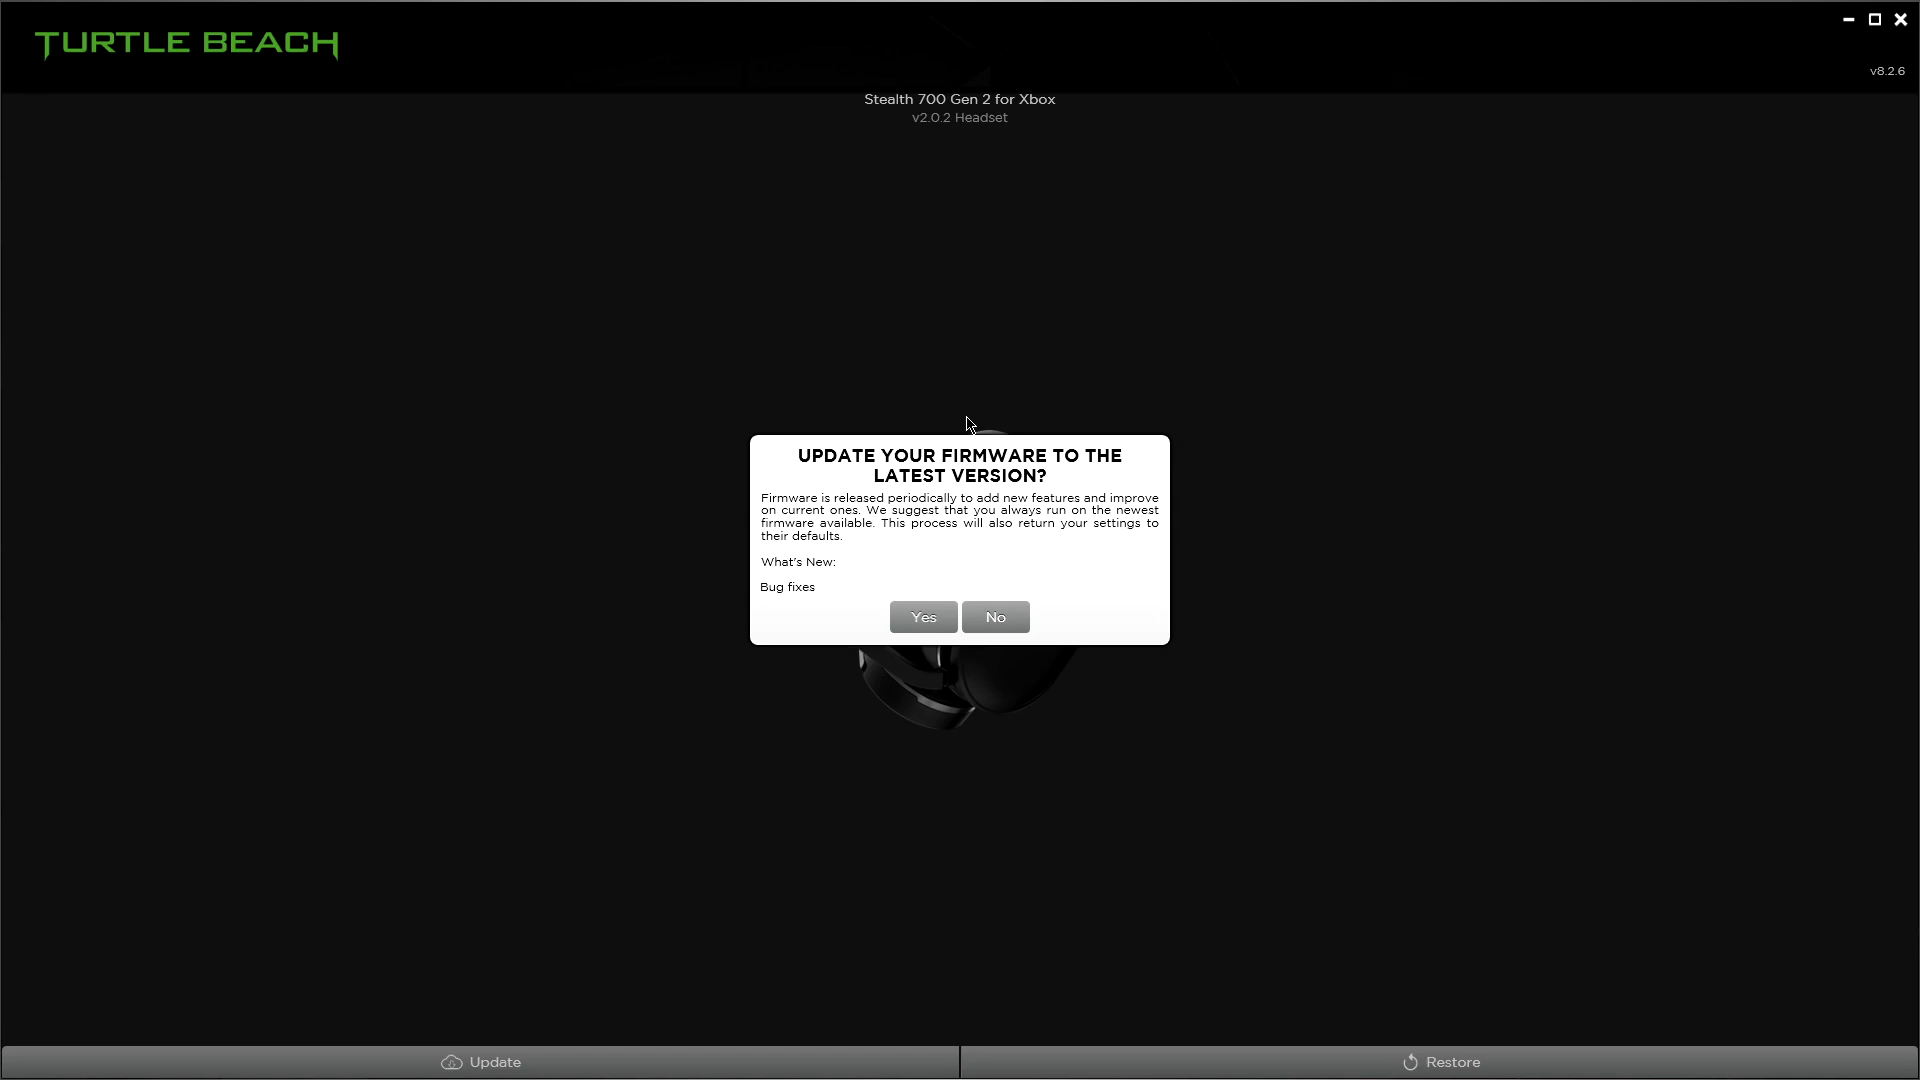 TURTLE BEACH
v8.2.6
Stealth 700 Gen 2 for Xbox
v2.0.2 Headset
UPDATE YOUR FIRMWARE TO THE
LATEST VERSION?
Firmware is released periodically to add new features and improve
on current ones. We suggest that you always run on the newest
firmware available. This process will also return your settings to
their defaults.
What's New:
Bug fixes
Yes
No
Update
Restore